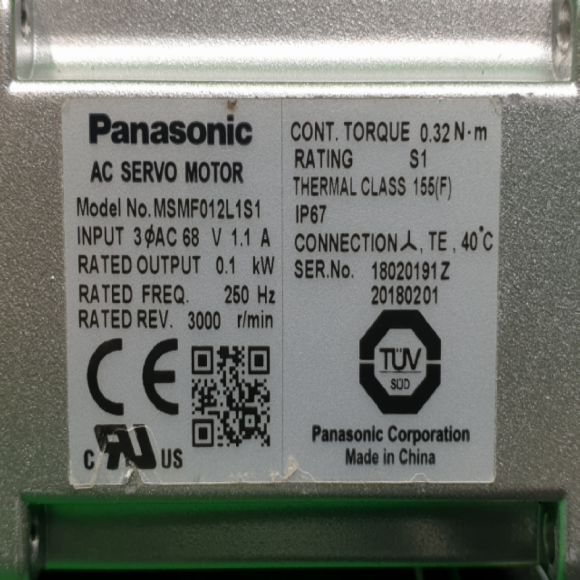 Panasonic
AC SERVO MOTOR
Model No.MSMF012L1S1
INPUT 3ϕAC 68 V 1.1 A
RATED OUTPUT 0.1 kW
RATED FREQ. 250 Hz
RATED REV. 3000 r/min
CE
c RU US
CONT. TORQUE 0.32 N·m
RATING S1
THERMAL CLASS 155(F)
IP67
CONNECTION⅄, TE, 40°C
SER.No. 18020191Z
20180201
TÜV
SÜD
Panasonic Corporation
Made in China